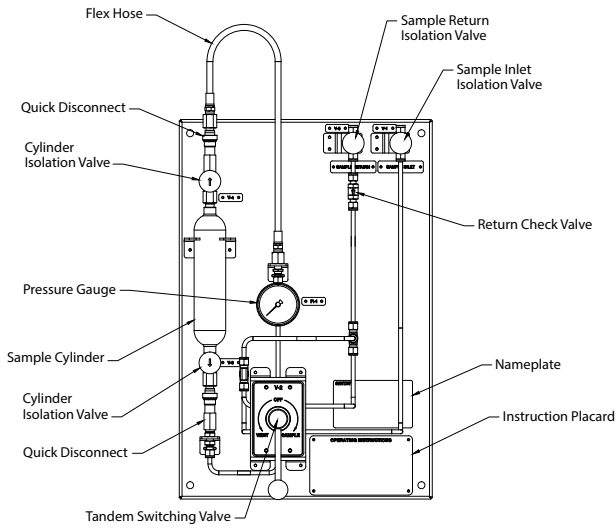 Flex Hose
Sample Return
Isolation Valve
Sample Inlet
Isolation Valve
Quick Disconnect
Cylinder
Isolation Valve
Return Check Valve
Pressure Gauge
Sample Cylinder
Nameplate
Cylinder
Isolation Valve
Instruction Placard
Quick Disconnect
Tandem Switching Valve
V-1
V-2
OFF
VENT
SAMPLE
OPERATING INSTRUCTIONS